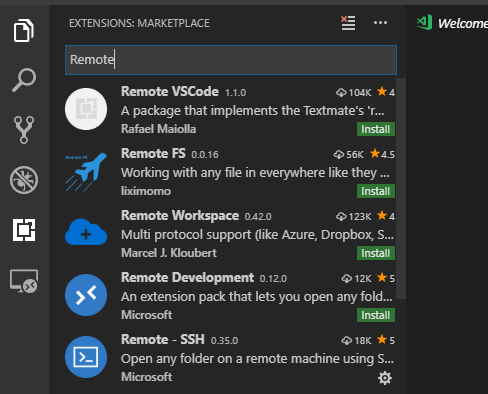 EXTENSIONS: MARKETPLACE
Welcome
Remote
Remote VSCode 1.1.0 104K 4
A package that implements the Textmate's 'r...
Rafael Maiolla Install
Remote FS
Remote FS 0.0.16 56K 4.5
Working with any file in everywhere like they ...
liximomo Install
Remote Workspace 0.42.0 123K 4
Multi protocol support (like Azure, Dropbox, S...
Marcel J. Kloubert Install
Remote Development 0.12.0 12K 5
An extension pack that lets you open any fold...
Microsoft Install
Remote - SSH 0.35.0 18K 5
Open any folder on a remote machine using S...
Microsoft